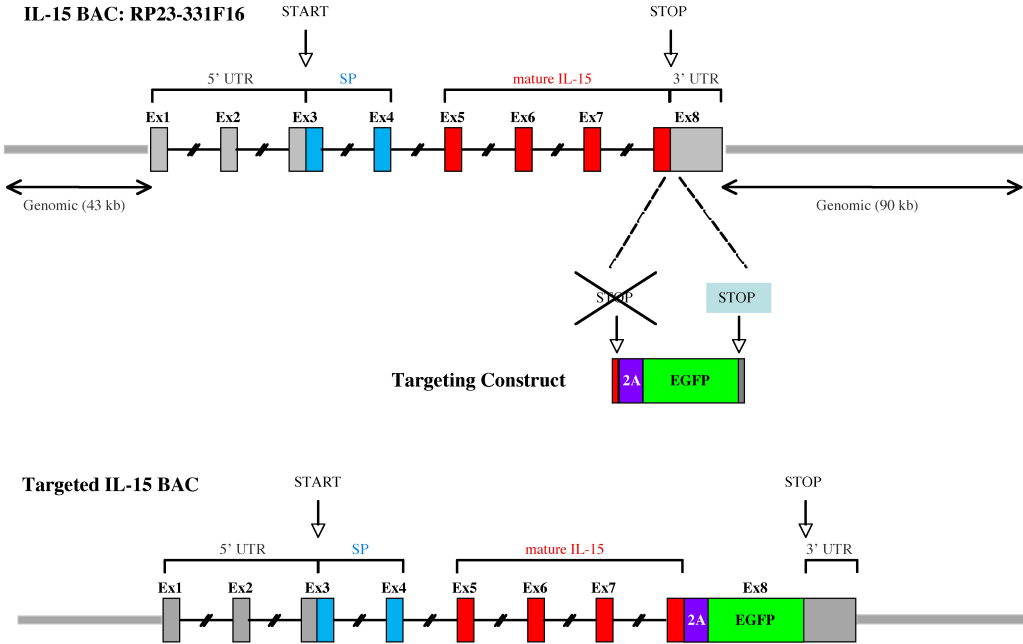 IL-15 BAC: RP23-331F16
START
STOP
5’ UTR
SP
mature IL-15
3’ UTR
Ex1
Ex2
Ex3
Ex4
Ex5
Ex6
Ex7
Ex8
Genomic (43 kb)
Genomic (90 kb)
STOP
STOP
Targeting Construct
2A
EGFP
Targeted IL-15 BAC
START
STOP
5’ UTR
SP
mature IL-15
3’ UTR
Ex1
Ex2
Ex3
Ex4
Ex5
Ex6
Ex7
Ex8
2A
EGFP